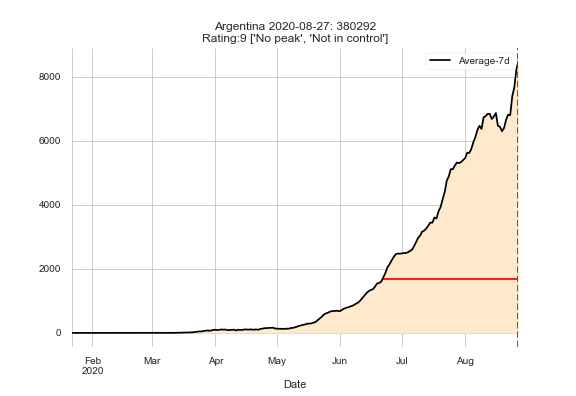 Argentina 2020-08-27: 380292
Rating:9 ['No peak', 'Not in control']
Average-7d
8000
6000
4000
2000
0
Feb Mar Apr May Jun Jul Aug
2020
Date